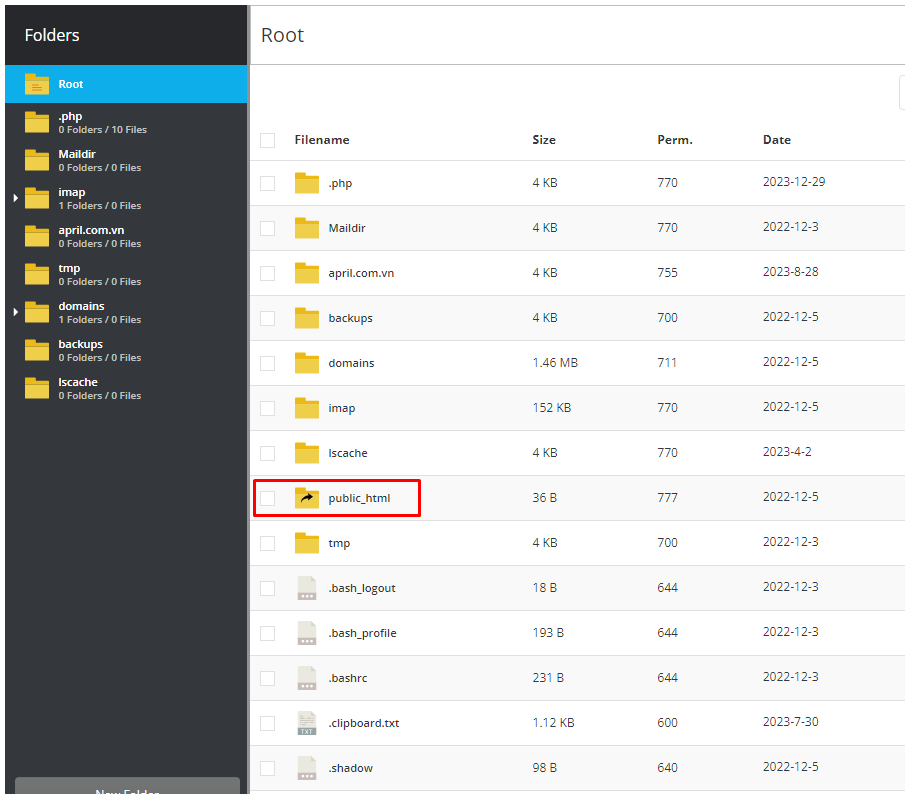 Folders
Root
.php
0 Folders / 10 Files
Maildir
0 Folders / 0 Files
imap
1 Folders / 0 Files
april.com.vn
0 Folders / 0 Files
tmp
0 Folders / 0 Files
domains
1 Folders / 0 Files
backups
0 Folders / 0 Files
lscache
0 Folders / 0 Files
New Folder
Root
Filename Size Perm. Date
.php 4 KB 770 2023-12-29
Maildir 4 KB 770 2022-12-3
april.com.vn 4 KB 755 2023-8-28
backups 4 KB 700 2022-12-5
domains 1.46 MB 711 2022-12-5
imap 152 KB 770 2022-12-5
lscache 4 KB 770 2023-4-2
public_html 36 B 777 2022-12-5
tmp 4 KB 700 2022-12-3
.bash_logout 18 B 644 2022-12-3
.bash_profile 193 B 644 2022-12-3
.bashrc 231 B 644 2022-12-3
TXT .clipboard.txt 1.12 KB 600 2023-7-30
.shadow 98 B 640 2022-12-5